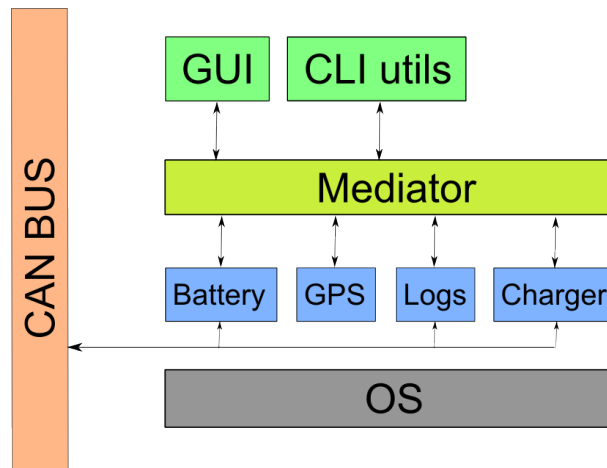 GUI
CLI utils
CAN BUS
Mediator
Battery
GPS
Logs
Charger
OS